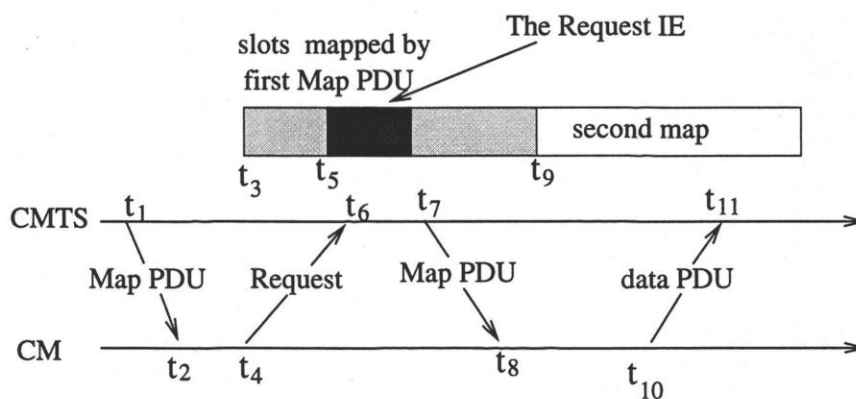 The Request IE
slots mapped by
first Map PDU
second map
t3 t5 t9
CMTS t1 t6 t7 t11
Map PDU Request Map PDU data PDU
CM t2 t4 t8 t10